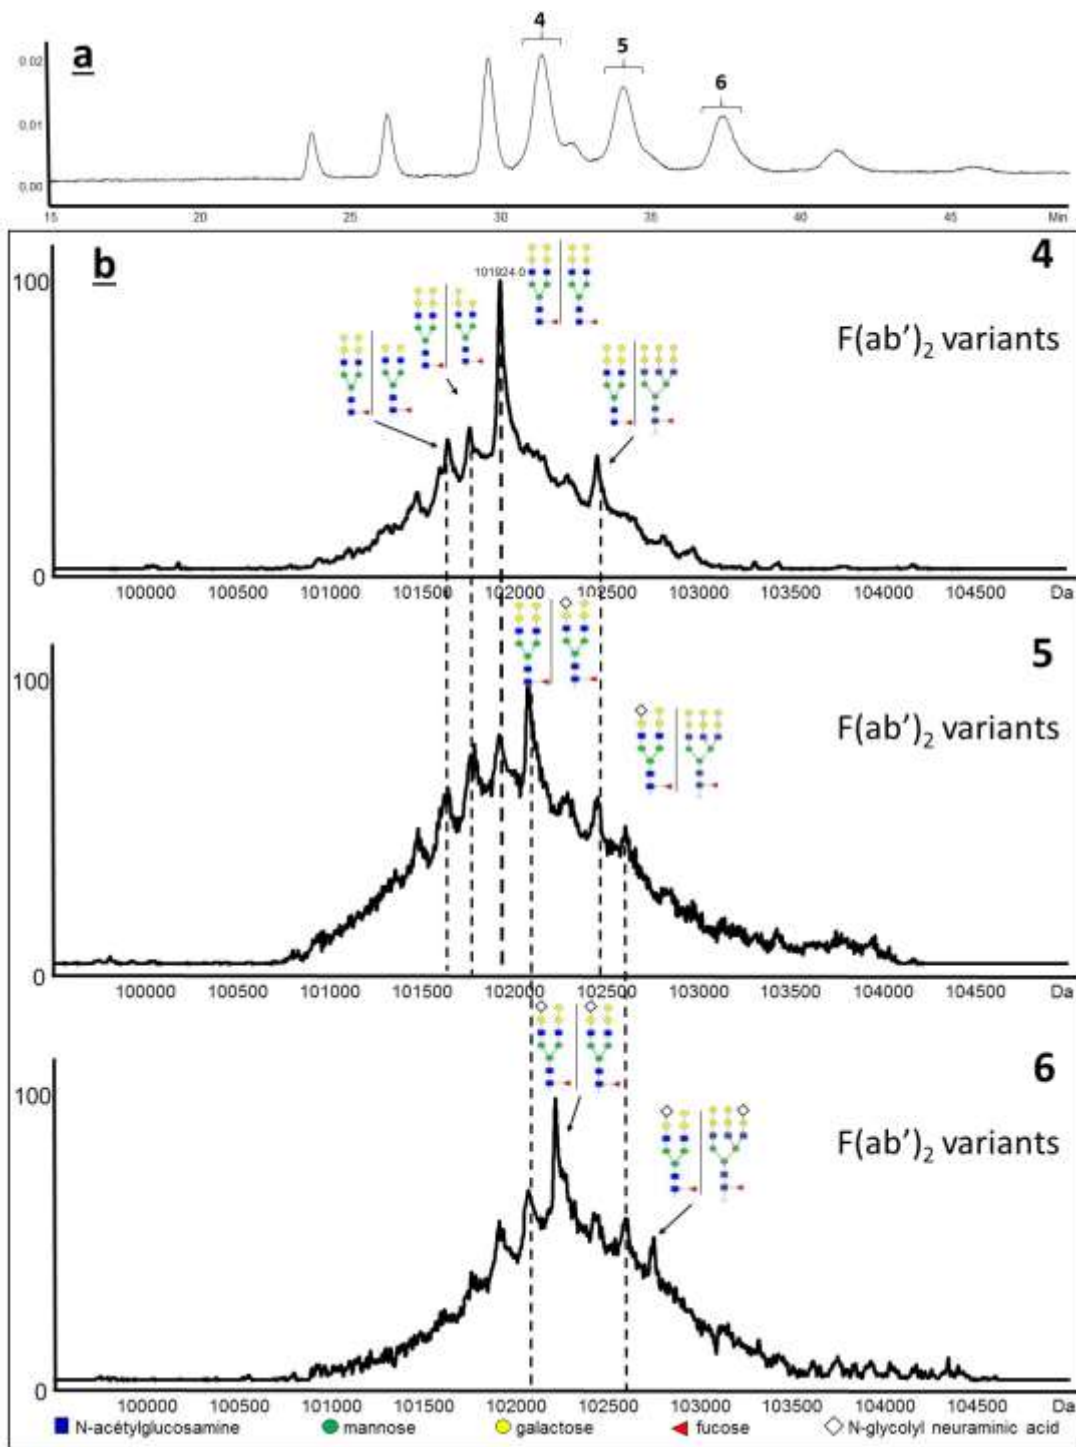 a
4
5
6
0.02
0.01
0.00
15 20 25 30 35 40 45 Min
b
4
100
101924.0
F(ab')2 variants
0
100000 100500 101000 101500 102000 102500 103000 103500 104000 104500 Da
5
100
F(ab')2 variants
0
100000 100500 101000 101500 102000 102500 103000 103500 104000 104500 Da
6
100
F(ab')2 variants
0
100000 100500 101000 101500 102000 102500 103000 103500 104000 104500 Da
N-acétylglucosamine mannose galactose fucose N-glycolyl neuraminic acid